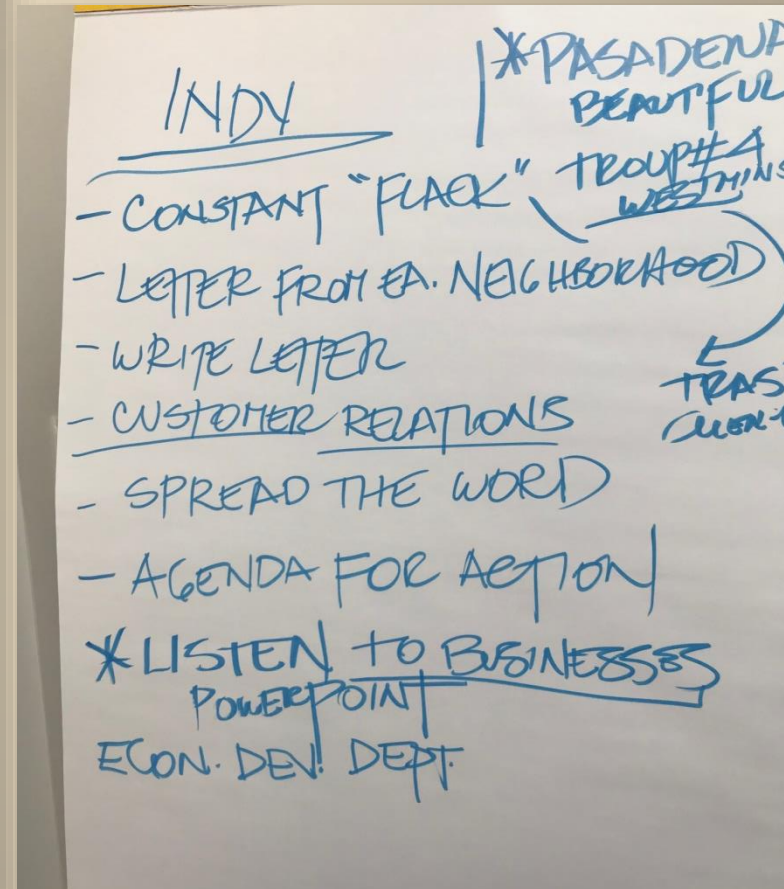 INDY
*PASADENA
BEAUTIFUL
TROUP#4
- CONSTANT "FLACK"
- LETTER FROM EA. NEIGHBORHOOD
- WRITE LETTER
- CUSTOMER RELATIONS
TRAS
- SPREAD THE WORD
- AGENDA FOR ACTION
*LISTEN TO BUSINESSES
POWERPOINT
ECON. DEV. DEPT.